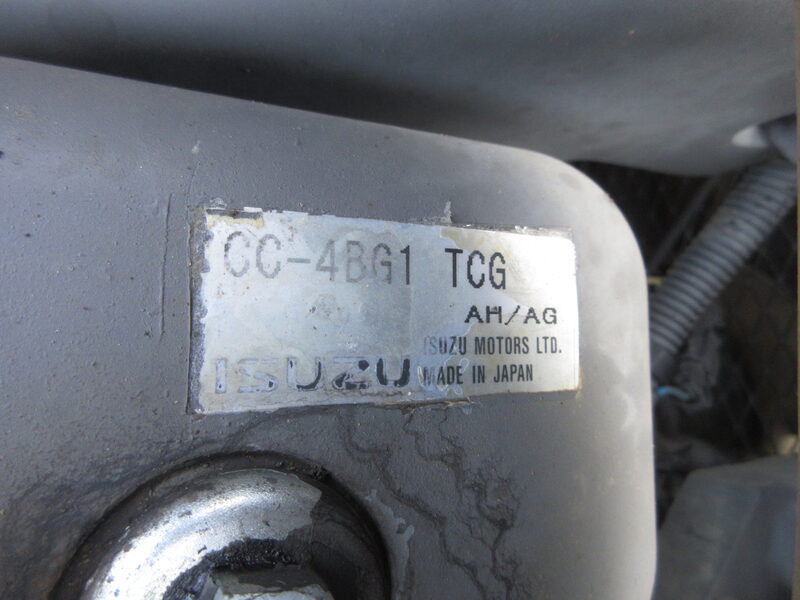 CC-4BG1 TCG
AH/AG
ISUZU MOTORS LTD.
ISUZU
MADE IN JAPAN